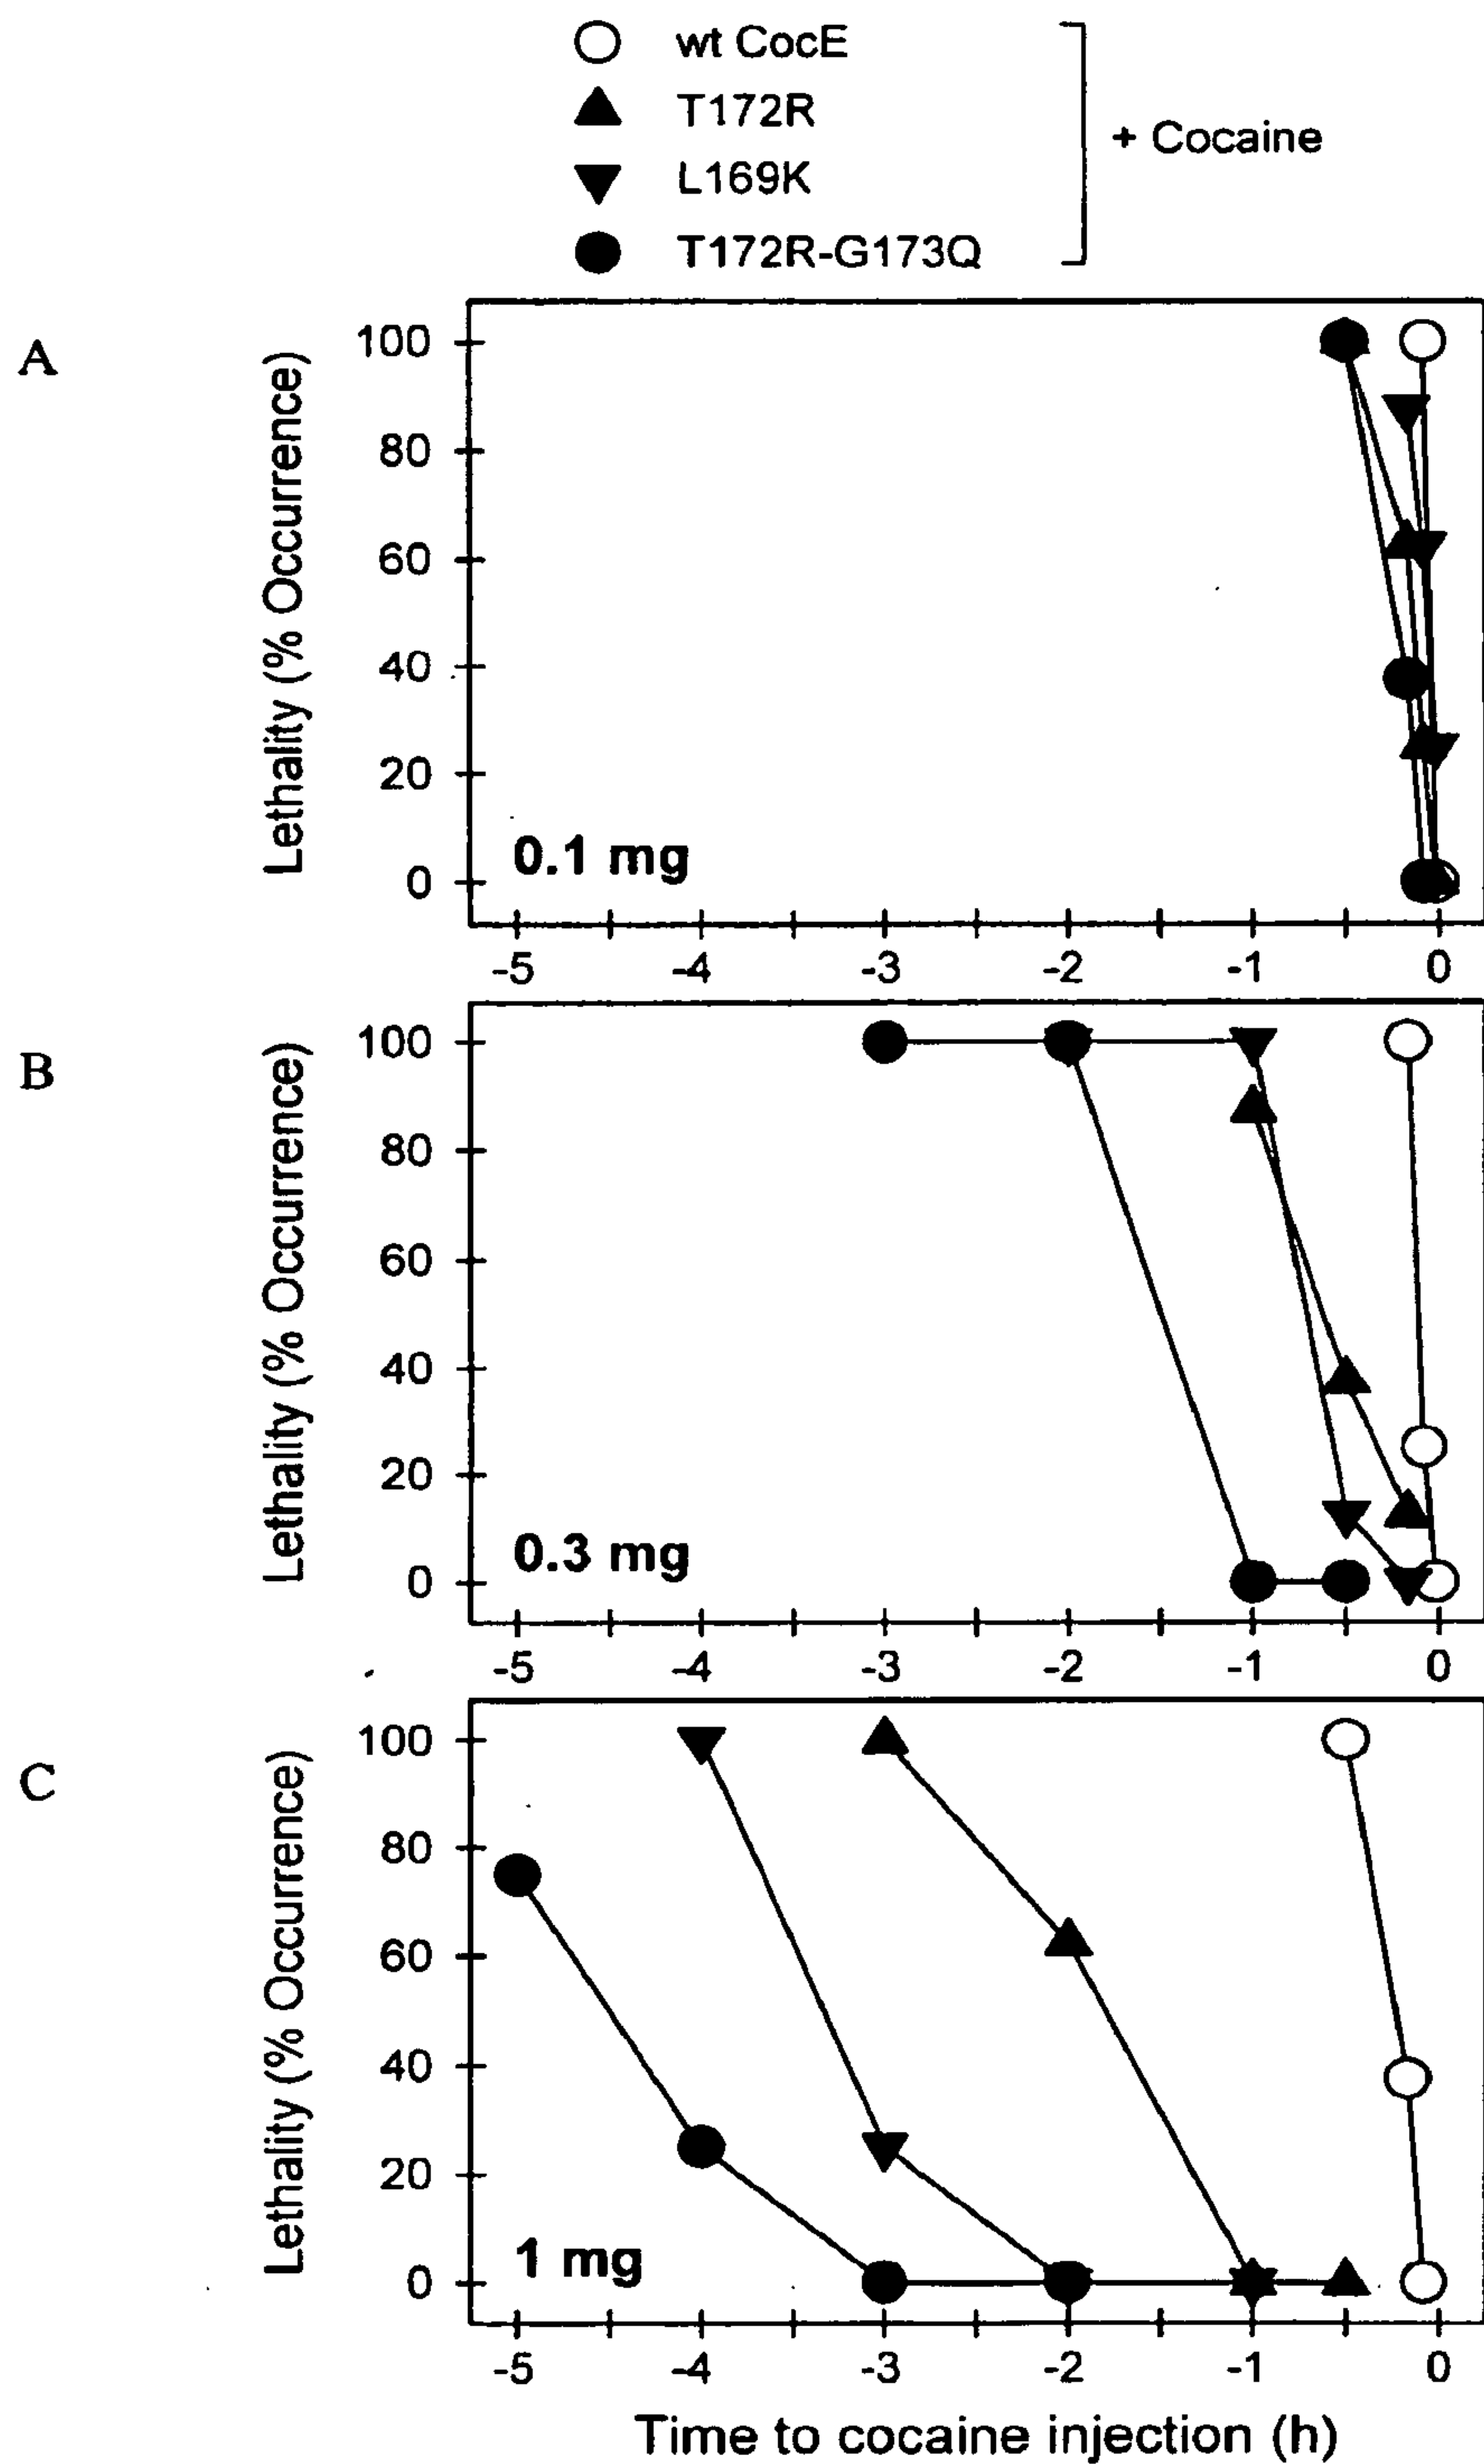 wt CocE
T172R
L169K
T172R-G173Q
+ Cocaine
A
Lethality (% Occurrence)
100
80
60
40
20
0
0.1 mg
-5 -4 -3 -2 -1 0
B
Lethality (% Occurrence)
100
80
60
40
20
0
0.3 mg
-5 -4 -3 -2 -1 0
C
Lethality (% Occurrence)
100
80
60
40
20
0
1 mg
-5 -4 -3 -2 -1 0
Time to cocaine injection (h)